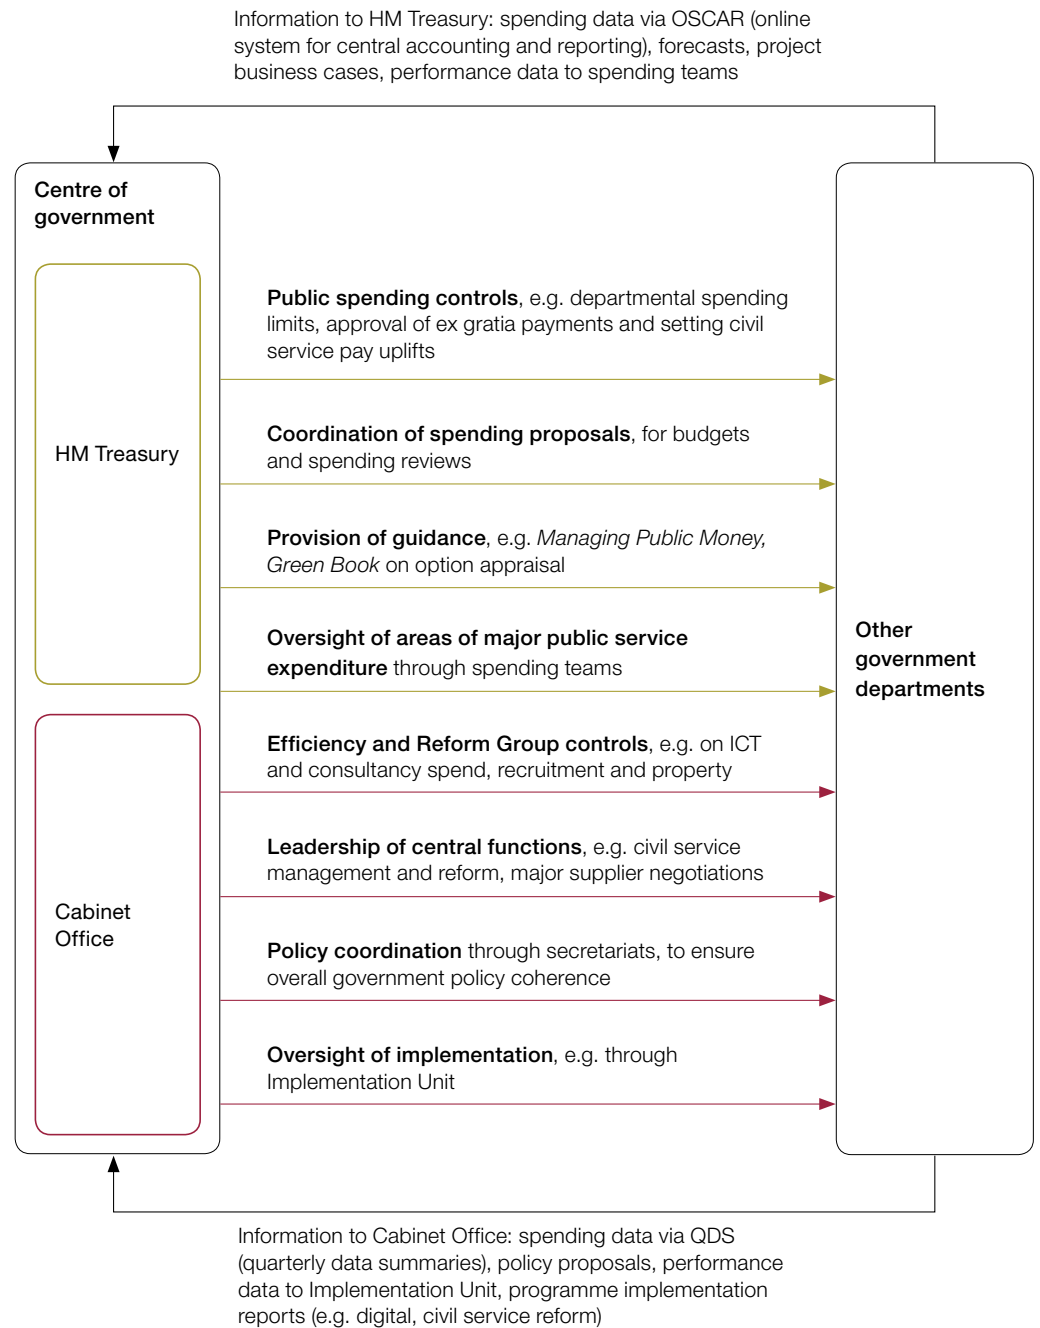 Information to HM Treasury: spending data via OSCAR (online
system for central accounting and reporting), forecasts, project
business cases, performance data to spending teams
Centre of
government
HM Treasury
Public spending controls, e.g. departmental spending
limits, approval of ex gratia payments and setting civil
service pay uplifts
Coordination of spending proposals, for budgets
and spending reviews
Provision of guidance, e.g. Managing Public Money,
Green Book on option appraisal
Oversight of areas of major public service
expenditure through spending teams
Other
government
departments
Cabinet
Office
Efficiency and Reform Group controls, e.g. on ICT
and consultancy spend, recruitment and property
Leadership of central functions, e.g. civil service
management and reform, major supplier negotiations
Policy coordination through secretariats, to ensure
overall government policy coherence
Oversight of implementation, e.g. through
Implementation Unit
Information to Cabinet Office: spending data via QDS
(quarterly data summaries), policy proposals, performance
data to Implementation Unit, programme implementation
reports (e.g. digital, civil service reform)